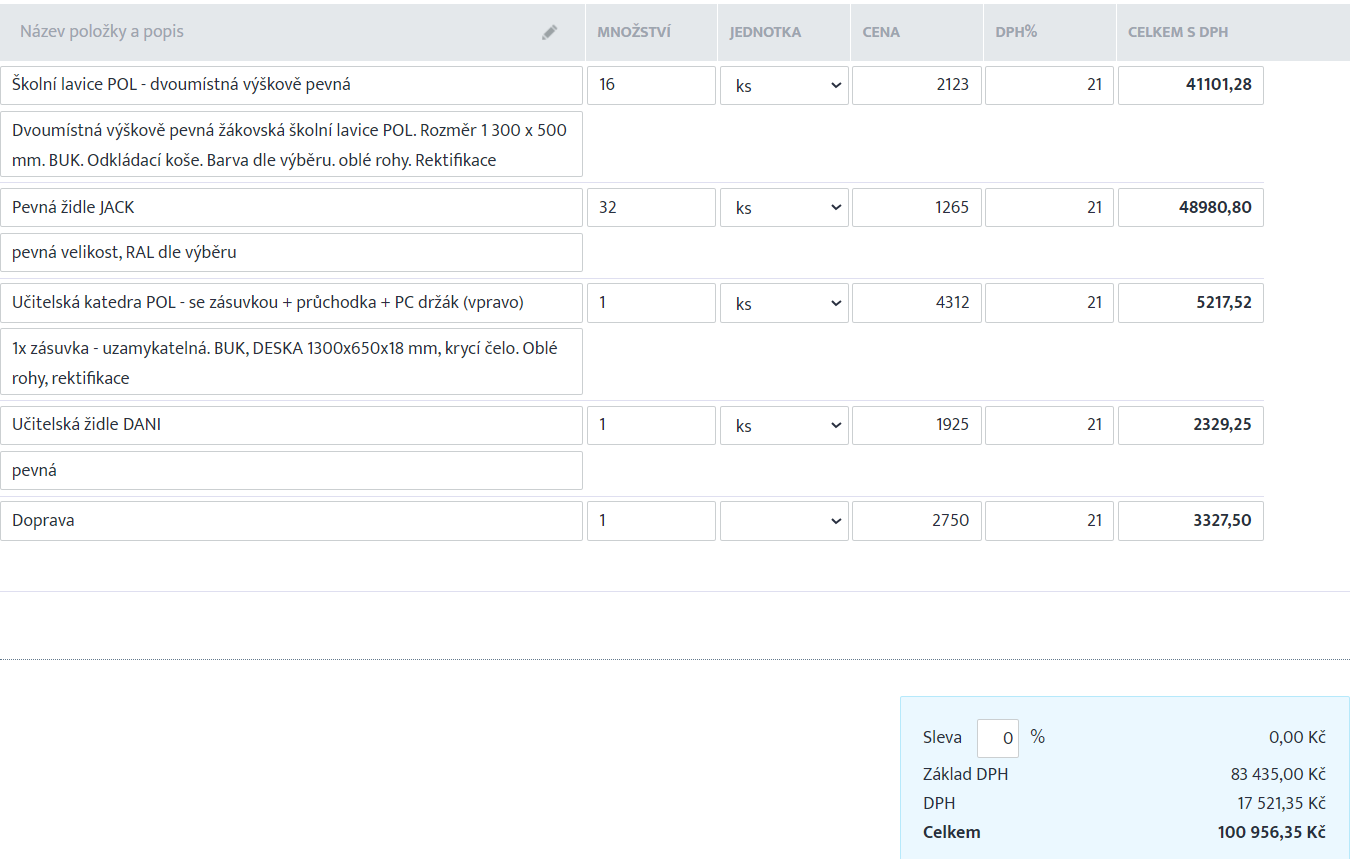 Název položky a popis MNOŽSTVÍ JEDNOTKA CENA DPH% CELKEM S DPH
Školní lavice POL - dvoumístná výškově pevná 16 ks 2123 21 41101,28
Dvoumístná výškově pevná žákovská školní lavice POL. Rozměr 1 300 x 500
mm. BUK. Odkládací koše. Barva dle výběru. oblé rohy. Rektifikace
Pevná židle JACK 32 ks 1265 21 48980,80
pevná velikost, RAL dle výběru
Učitelská katedra POL - se zásuvkou + průchodka + PC držák (vpravo) 1 ks 4312 21 5217,52
1x zásuvka - uzamykatelná. BUK, DESKA 1300x650x18 mm, krycí čelo. Oblé
rohy, rektifikace
Učitelská židle DANI 1 ks 1925 21 2329,25
pevná
Doprava 1 2750 21 3327,50
Sleva 0 % 0,00 Kč
Základ DPH 83 435,00 Kč
DPH 17 521,35 Kč
Celkem 100 956,35 Kč